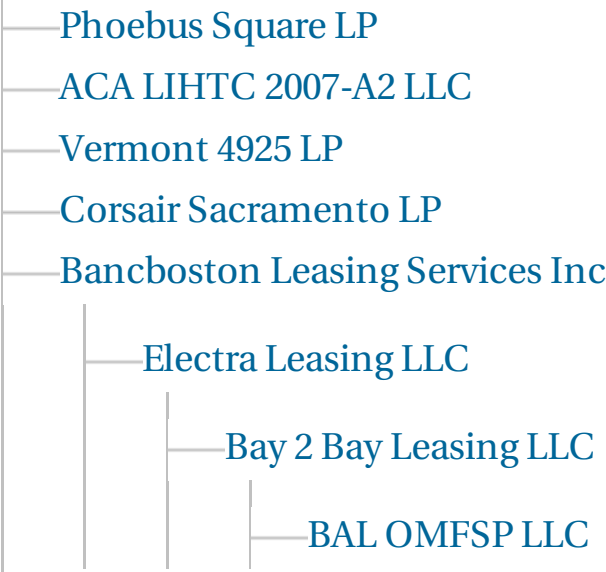 Phoebus Square LP
ACA LIHTC 2007-A2 LLC
Vermont 4925 LP
Corsair Sacramento LP
Bancboston Leasing Services Inc
Electra Leasing LLC
Bay 2 Bay Leasing LLC
BAL OMFSP LLC